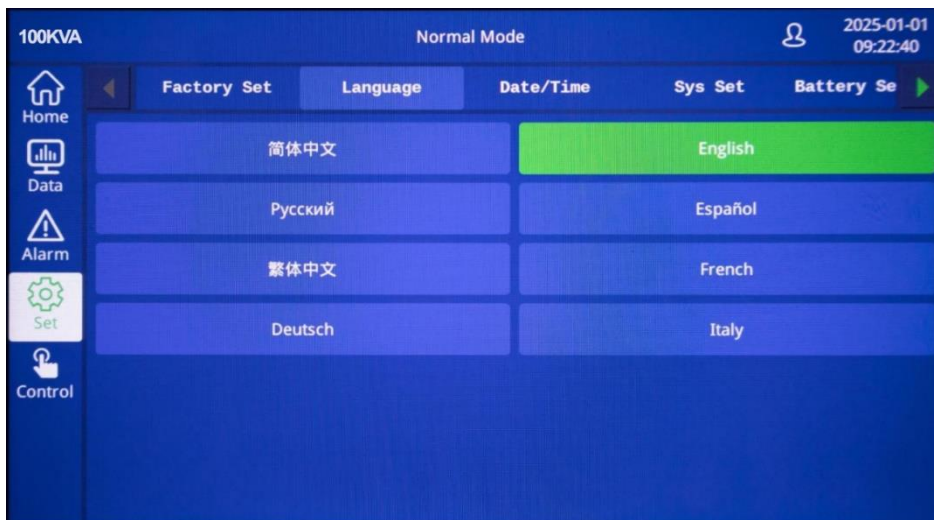 100KVA
Normal Mode
2025-01-01
09:22:40
Home
Data
Alarm
Set
Control
Factory Set
Language
Date/Time
Sys Set
Battery Se
简体中文
English
Русский
Español
繁体中文
French
Deutsch
Italy